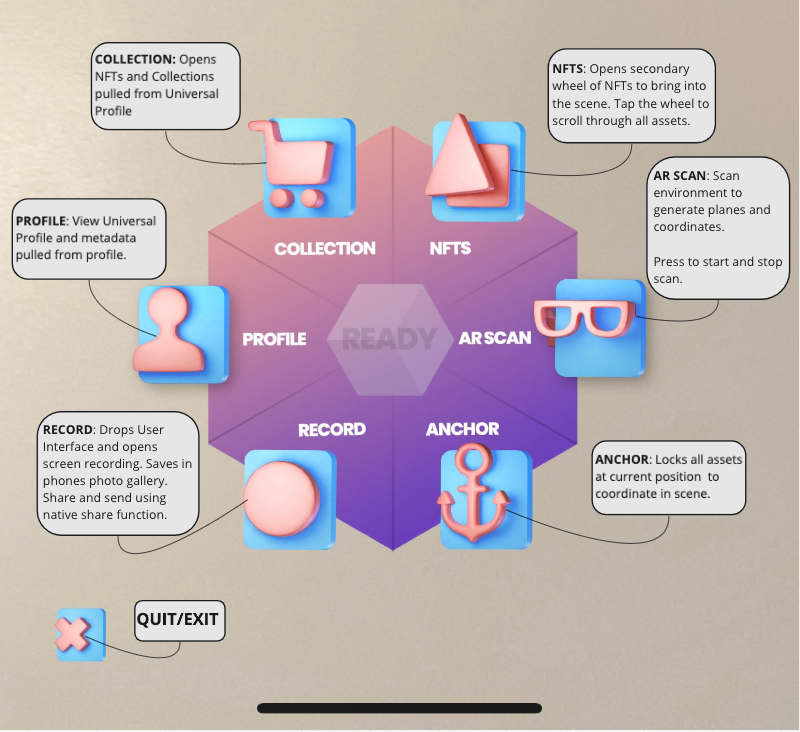 COLLECTION: Opens
NFTs and Collections
pulled from Universal
Profile
NFTS: Opens secondary
wheel of NFTs to bring into
the scene. Tap the wheel to
scroll through all assets.
AR SCAN: Scan
environment to
generate planes and
coordinates.
Press to start and stop
scan.
PROFILE: View Universal
Profile and metadata
pulled from profile.
COLLECTION
NFTS
PROFILE
READY
AR SCAN
RECORD
ANCHOR
RECORD: Drops User
Interface and opens
screen recording. Saves in
phones photo gallery.
Share and send using
native share function.
ANCHOR: Locks all assets
at current position to
coordinate in scene.
QUIT/EXIT